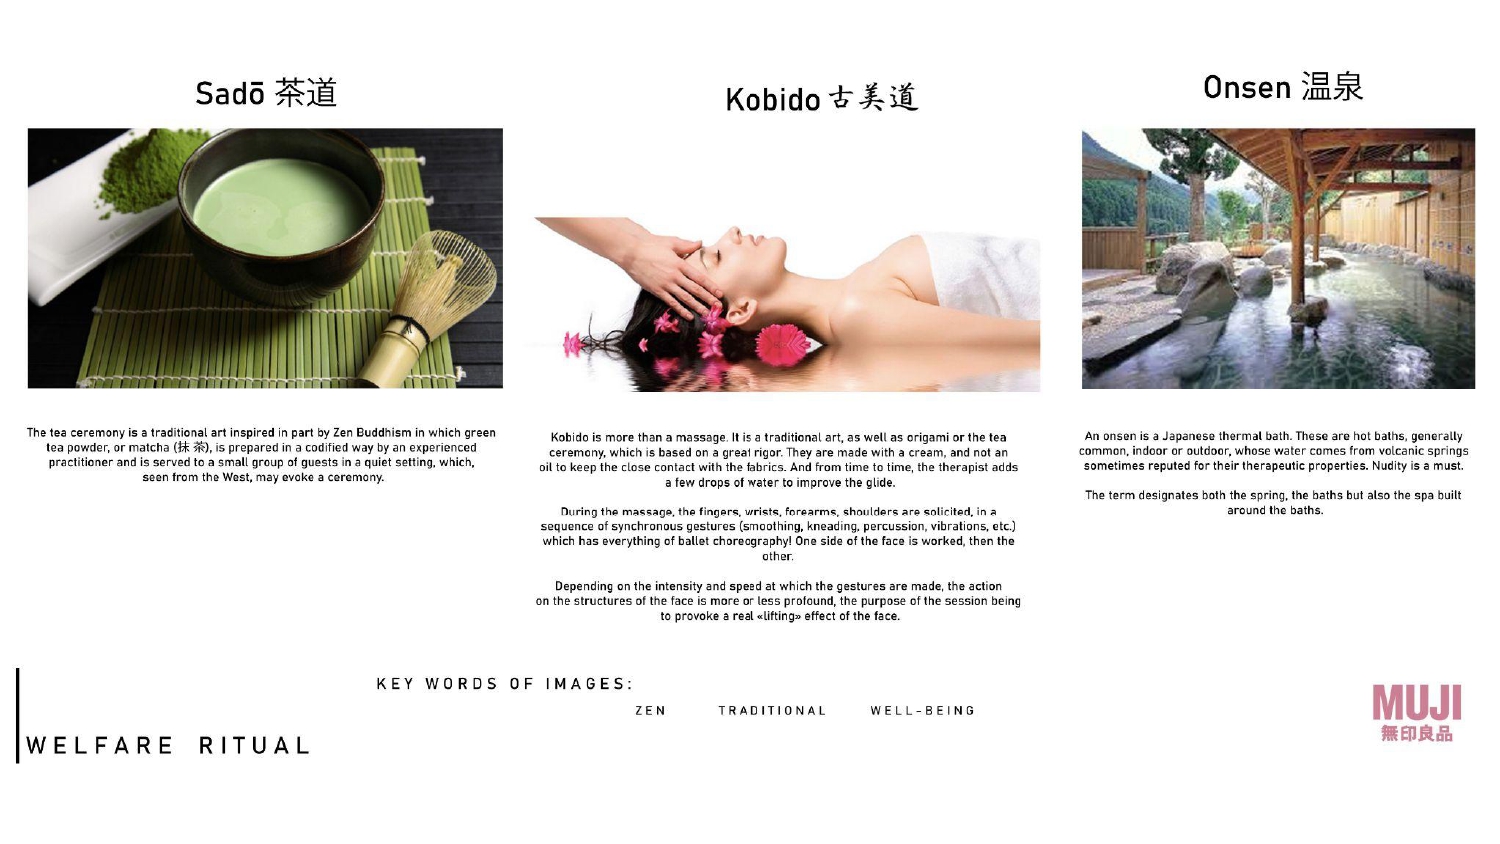 Sadō 茶道
The tea ceremony is a traditional art inspired in part by Zen Buddhism in which green
tea powder, or matcha (抹 茶), is prepared in a codified way by an experienced
practitioner and is served to a small group of guests in a quiet setting, which,
seen from the West, may evoke a ceremony.
Kobido 古美道
Kobido is more than a massage. It is a traditional art, as well as origami or the tea
ceremony, which is based on a great rigor. They are made with a cream, and not an
oil to keep the close contact with the fabrics. And from time to time, the therapist adds
a few drops of water to improve the glide.
During the massage, the fingers, wrists, forearms, shoulders are solicited, in a
sequence of synchronous gestures (smoothing, kneading, percussion, vibrations, etc.)
which has everything of ballet choreography! One side of the face is worked, then the
other.
Depending on the intensity and speed at which the gestures are made, the action
on the structures of the face is more or less profound, the purpose of the session being
to provoke a real «lifting» effect of the face.
Onsen 温泉
An onsen is a Japanese thermal bath. These are hot baths, generally
common, indoor or outdoor, whose water comes from volcanic springs
sometimes reputed for their therapeutic properties. Nudity is a must.
The term designates both the spring, the baths but also the spa built
around the baths.
KEY WORDS OF IMAGES:
ZEN TRADITIONAL WELL-BEING
WELFARE RITUAL
MUJI
無印良品